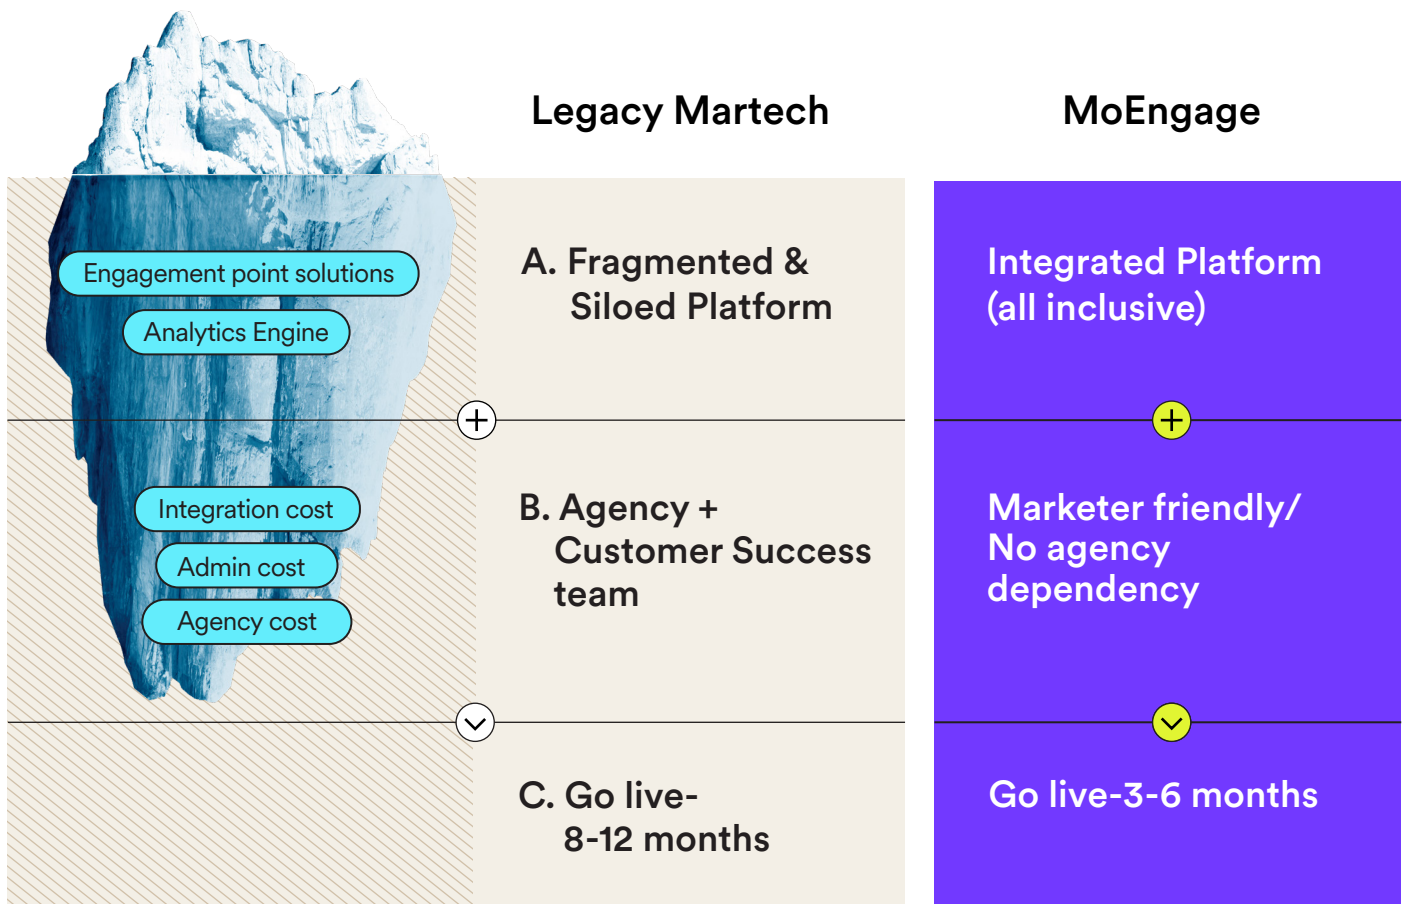 Legacy Martech
MoEngage
Engagement point solutions
Analytics Engine
A. Fragmented &
Siloed Platform
Integrated Platform
(all inclusive)
Integration cost
Admin cost
Agency cost
B. Agency +
Customer Success
team
Marketer friendly/
No agency
dependency
C. Go live-
8-12 months
Go live-3-6 months